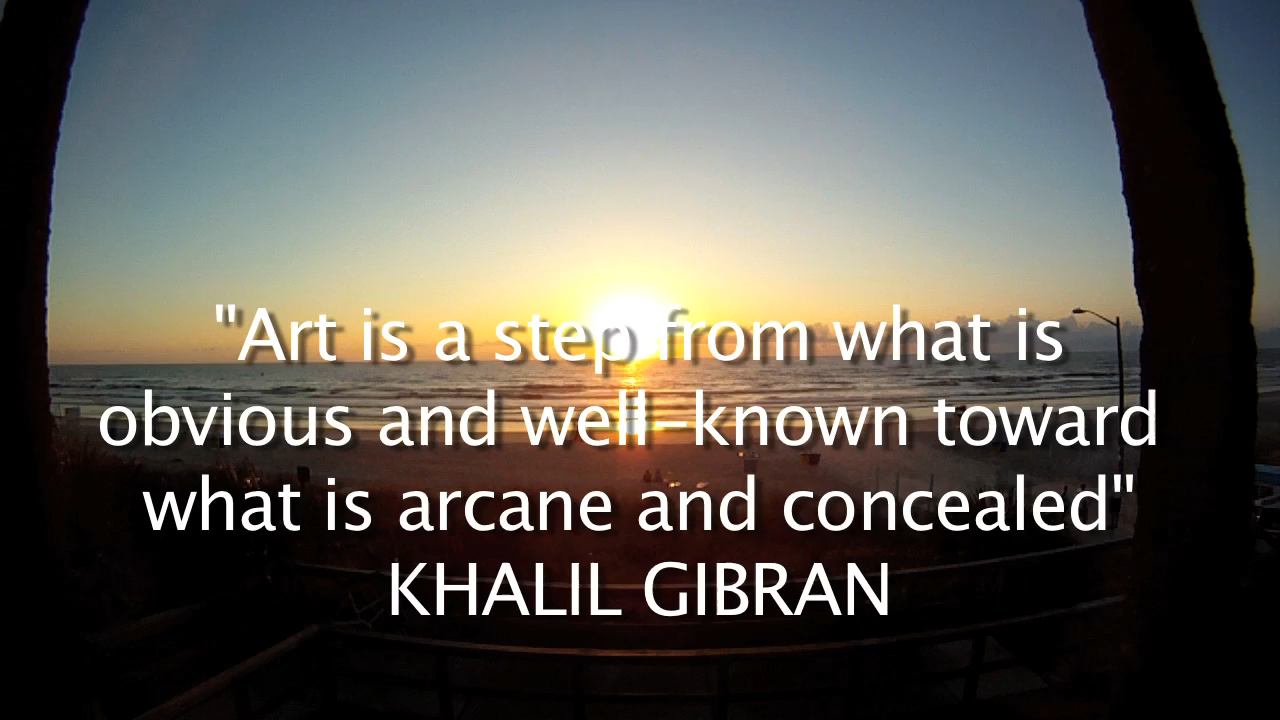 "Art is a step from what is
obvious and well-known toward
what is arcane and concealed"
KHALIL GIBRAN